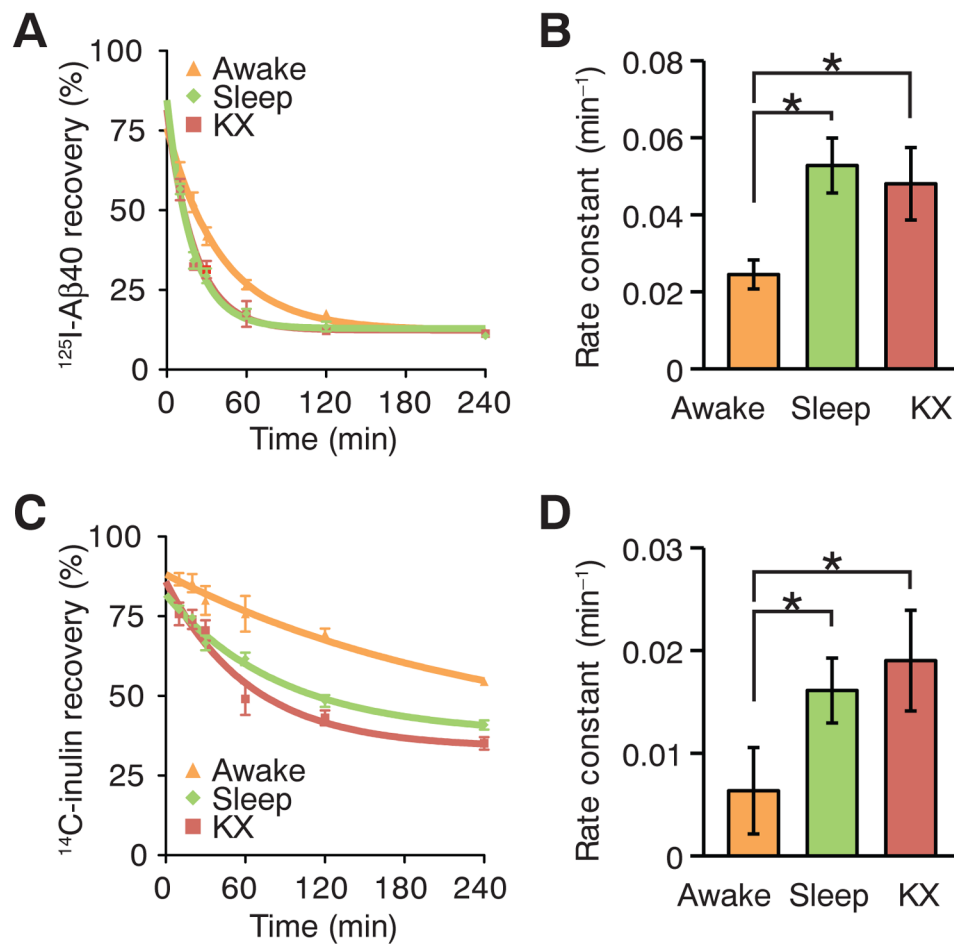 A
100
75
50
25
0
¹²⁵I-Aβ40 recovery (%)
Awake
Sleep
KX
0 60 120 180 240
Time (min)
B
0.08
0.06
0.04
0.02
0
Rate constant (min⁻¹)
*
*
Awake Sleep KX
C
100
75
50
25
0
¹⁴C-inulin recovery (%)
Awake
Sleep
KX
0 60 120 180 240
Time (min)
D
0.03
0.02
0.01
0
Rate constant (min⁻¹)
*
*
Awake Sleep KX